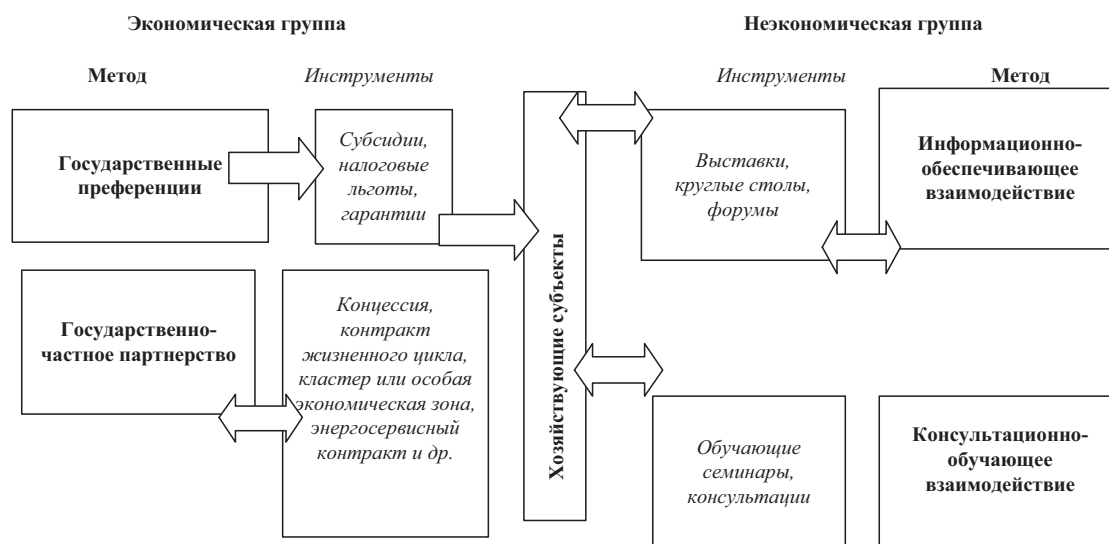 Экономическая группа
Неэкономическая группа
Метод
Инструменты
Инструменты
Метод
Государственные
преференции
Субсидии,
налоговые
льготы,
гарантии
Хозяйствующие субъекты
Выставки,
круглые столы,
форумы
Информационно-
обеспечивающее
взаимодействие
Государственно-
частное партнерство
Концессия,
контракт
жизненного цикла,
кластер или особая
экономическая зона,
энергосервисный
контракт и др.
Обучающие
семинары,
консультации
Консультационно-
обучающее
взаимодействие